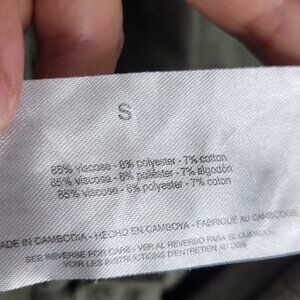 S
85% viscose - 8% polyester - 7% cotton
85% viscosa - 8% poliéster - 7% algodón
85% viscose - 8% polyester - 7% coton
MADE IN CAMBODIA - HECHO EN CAMBOYA - FABRIQUÉ AU CAMBODGE
SEE REVERSE FOR CARE - VER AL REVERSO PARA EL CUIDADO
VOIR LES INSTRUCTIONS D'ENTRETIEN AU DOS